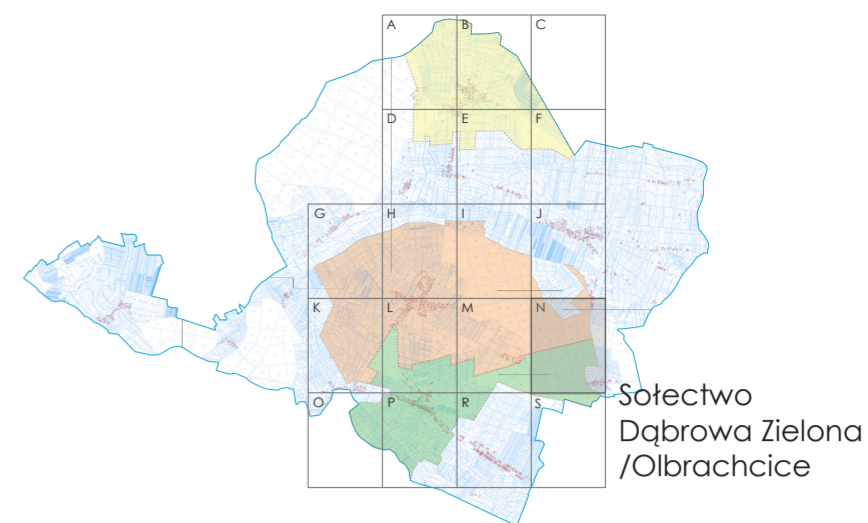 A B C
D E F
G H I J
K L M N
O P R S
Sołectwo
Dąbrowa Zielona
/Olbrachcice